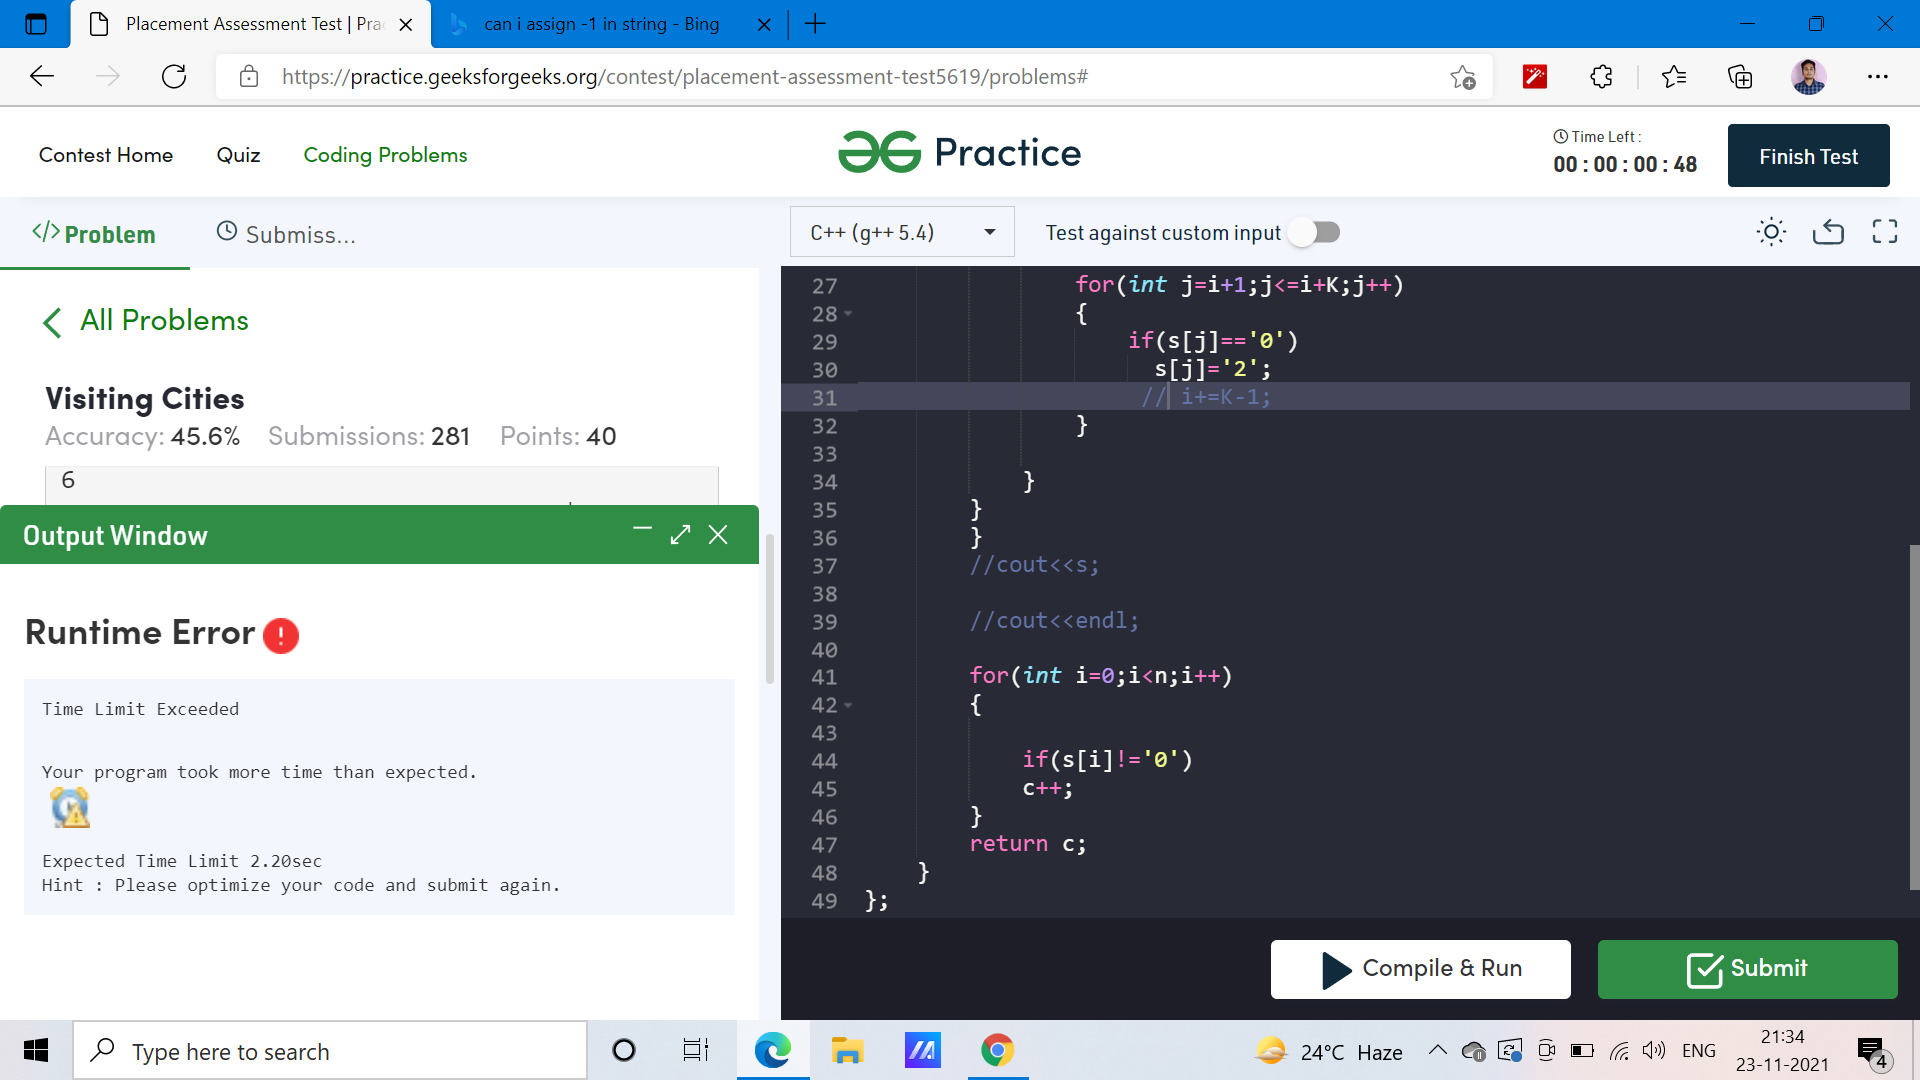 Placement Assessment Test | Pra
can i assign -1 in string - Bing
https://practice.geeksforgeeks.org/contest/placement-assessment-test5619/problems#
Contest Home Quiz Coding Problems
Practice
Time Left :
00 : 00 : 00 : 48
Finish Test
</> Problem
Submiss...
C++ (g++ 5.4)
Test against custom input
All Problems
Visiting Cities
Accuracy: 45.6% Submissions: 281 Points: 40
6
Output Window
Runtime Error
Time Limit Exceeded
Your program took more time than expected.
Expected Time Limit 2.20sec
Hint : Please optimize your code and submit again.
27 for(int j=i+1;j<=i+K;j++)
28 {
29 if(s[j]=='0')
30 s[j]='2';
31 // i+=K-1;
32 }
33
34 }
35 }
36 }
37 //cout<<s;
38
39 //cout<<endl;
40
41 for(int i=0;i<n;i++)
42 {
43
44 if(s[i]!='0')
45 c++;
46 }
47 return c;
48 }
49 };
Compile & Run
Submit
Type here to search
24°C Haze
ENG
21:34
23-11-2021
4